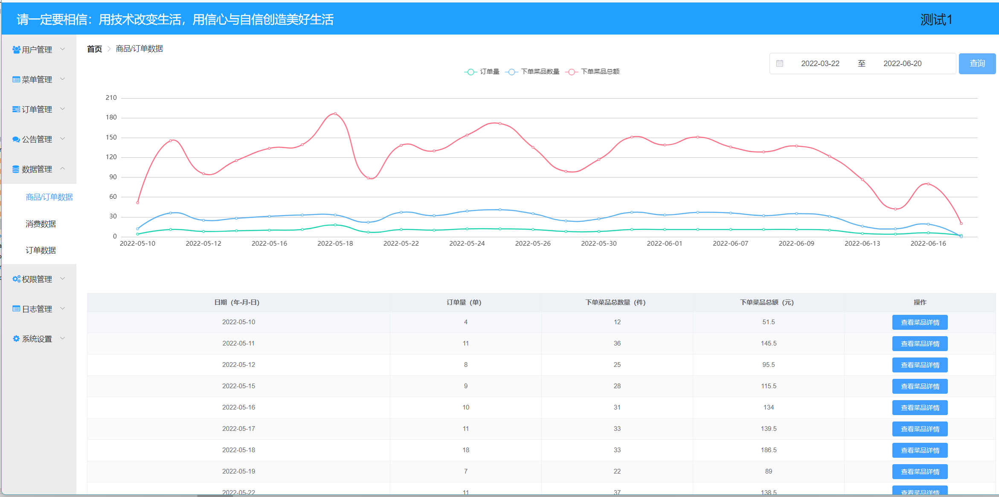 请一定要相信：用技术改变生活，用信心与自信创造美好生活
测试1
用户管理
菜单管理
订单管理
公告管理
数据管理
商品/订单数据
消费数据
订单数据
权限管理
日志管理
系统设置
首页 > 商品/订单数据
2022-03-22 至 2022-06-20 查询
订单量 下单菜品数量 下单菜品总额
210
180
150
120
90
60
30
0
2022-05-10 2022-05-12 2022-05-16 2022-05-18 2022-05-22 2022-05-24 2022-05-26 2022-05-30 2022-06-01 2022-06-07 2022-06-09 2022-06-13 2022-06-16
日期（年-月-日） 订单量（单） 下单菜品总数量（件） 下单菜品总额（元） 操作
2022-05-10 4 12 51.5 查看菜品详情
2022-05-11 11 36 145.5 查看菜品详情
2022-05-12 8 25 95.5 查看菜品详情
2022-05-15 9 28 115.5 查看菜品详情
2022-05-16 10 31 134 查看菜品详情
2022-05-17 11 33 139.5 查看菜品详情
2022-05-18 18 33 186.5 查看菜品详情
2022-05-19 7 22 89 查看菜品详情
2022-05-22 11 37 138.5 查看菜品详情